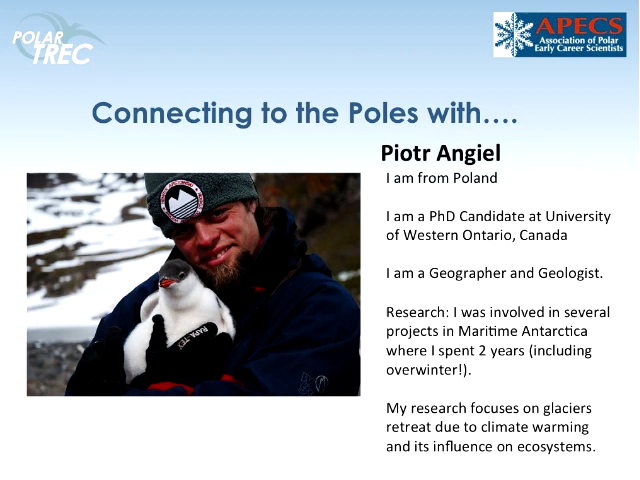 POLAR
TREC
APECS
Association of Polar
Early Career Scientists
Connecting to the Poles with....
Piotr Angiel
I am from Poland
I am a PhD Candidate at University
of Western Ontario, Canada
I am a Geographer and Geologist.
Research: I was involved in several
projects in Maritime Antarctica
where I spent 2 years (including
overwinter!).
My research focuses on glaciers
retreat due to climate warming
and its influence on ecosystems.